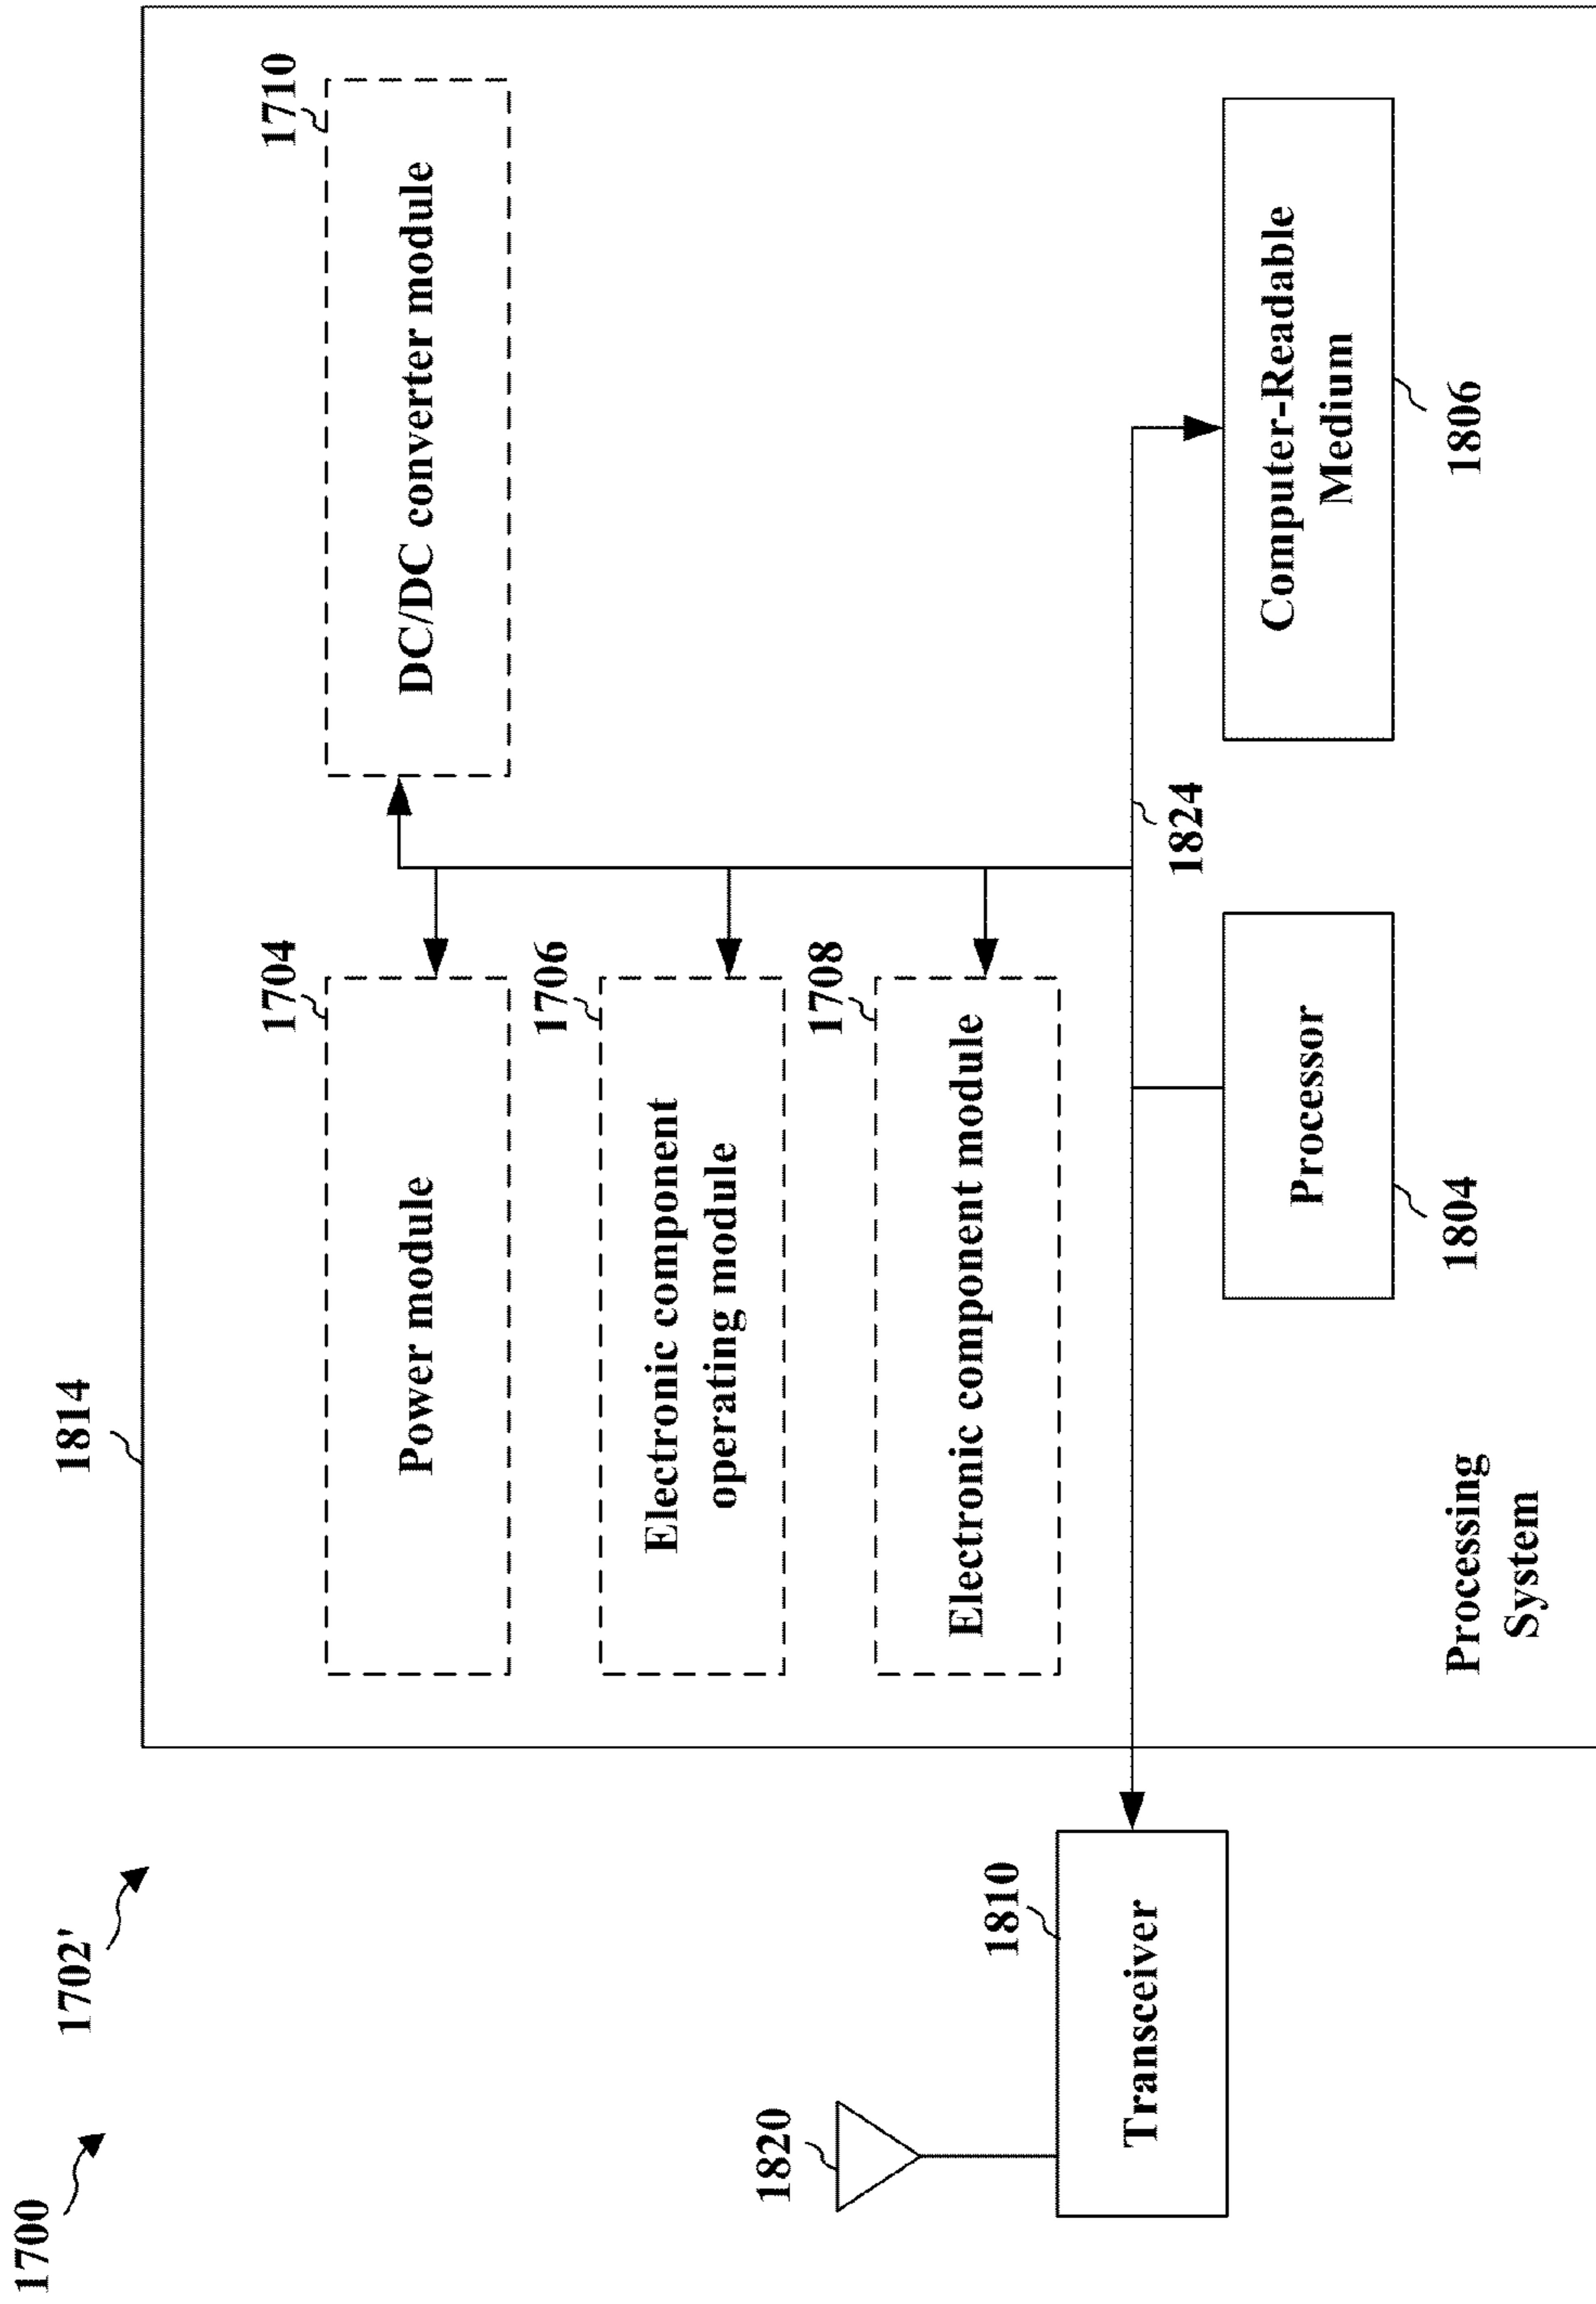 1700
1702'
1814
1704
1710
Power module
DC/DC converter module
1706
Electronic component
operating module
1708
Electronic component module
1820
1810
Transceiver
1824
Processor
Computer-Readable
Medium
1804
1806
Processing
System